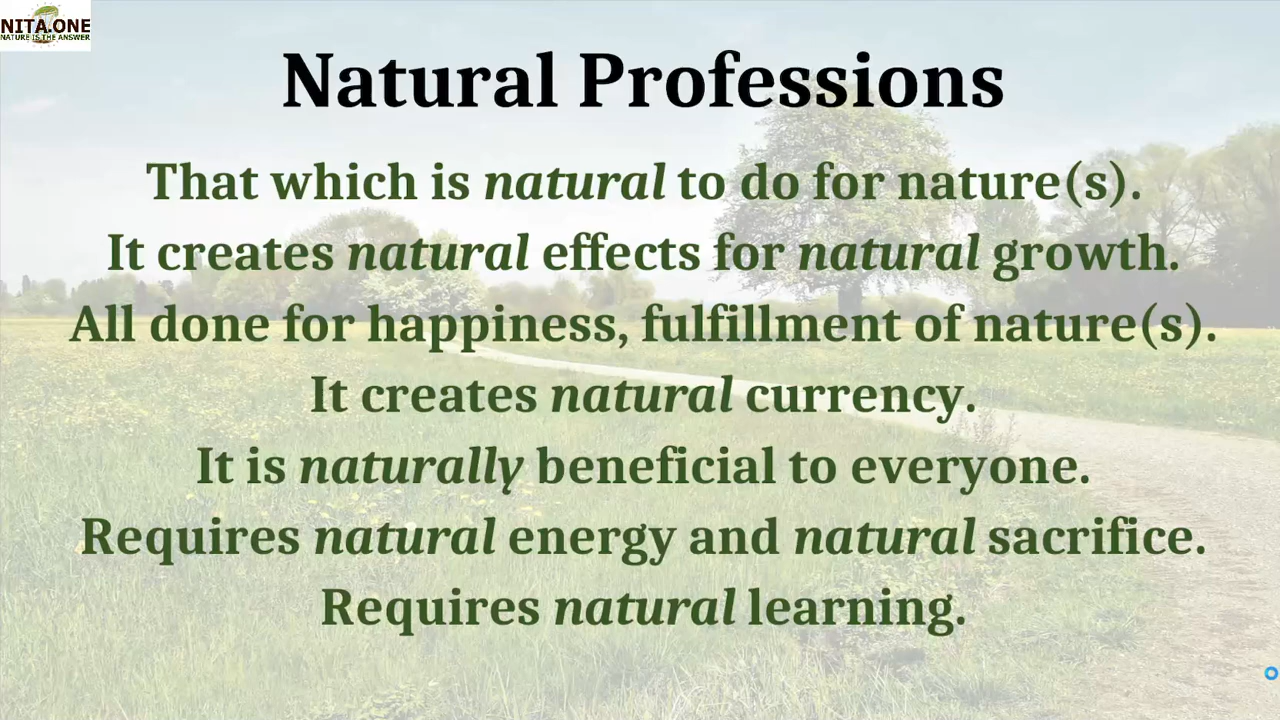 NITA.ONE
NATURE IS THE ANSWER
Natural Professions
That which is natural to do for nature(s).
It creates natural effects for natural growth.
All done for happiness, fulfillment of nature(s).
It creates natural currency.
It is naturally beneficial to everyone.
Requires natural energy and natural sacrifice.
Requires natural learning.